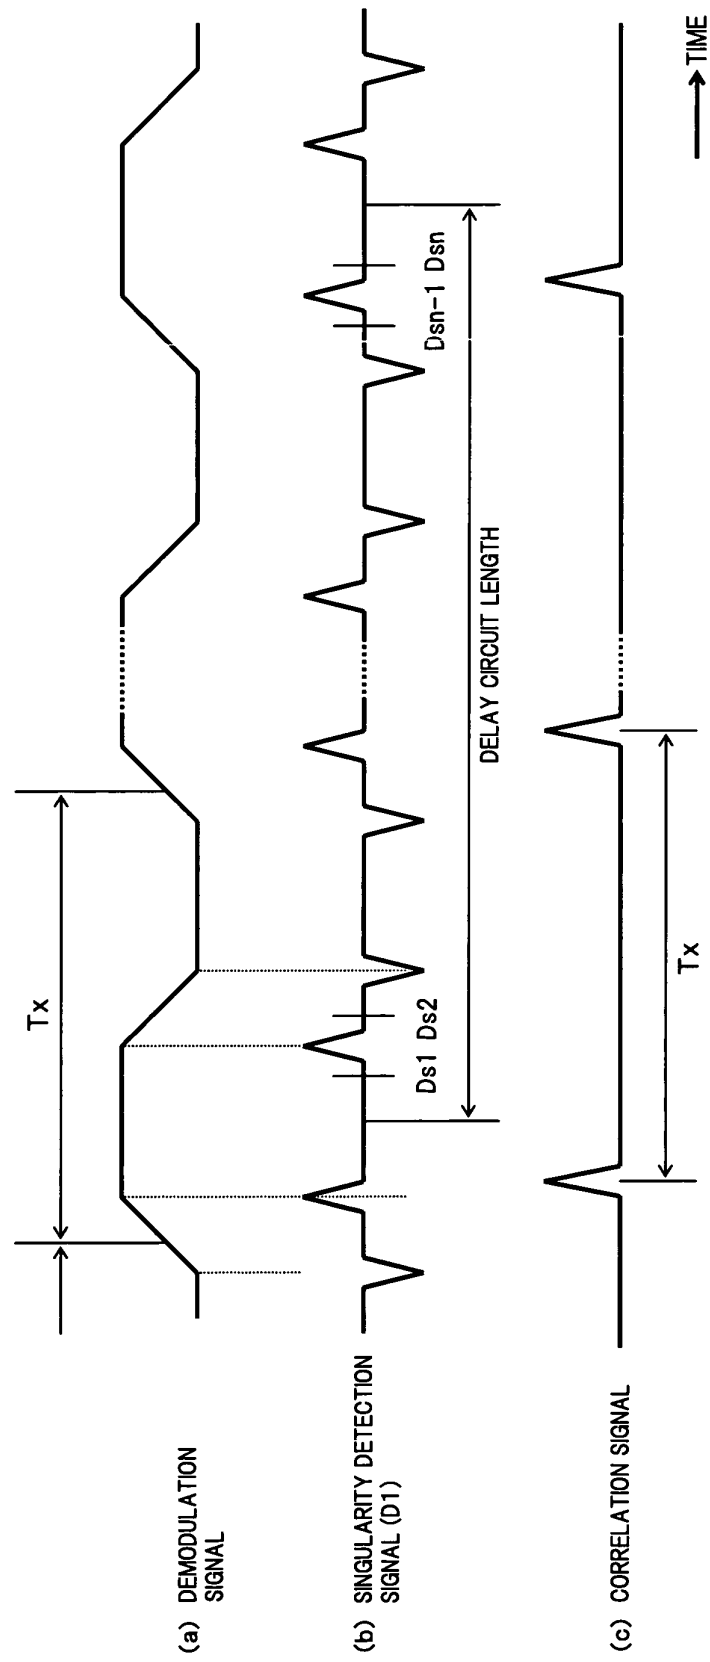 Tx
(a) DEMODULATION
SIGNAL
Ds1 Ds2
Dsn-1 Dsn
(b) SINGULARITY DETECTION
SIGNAL (D1)
DELAY CIRCUIT LENGTH
(c) CORRELATION SIGNAL
Tx
TIME